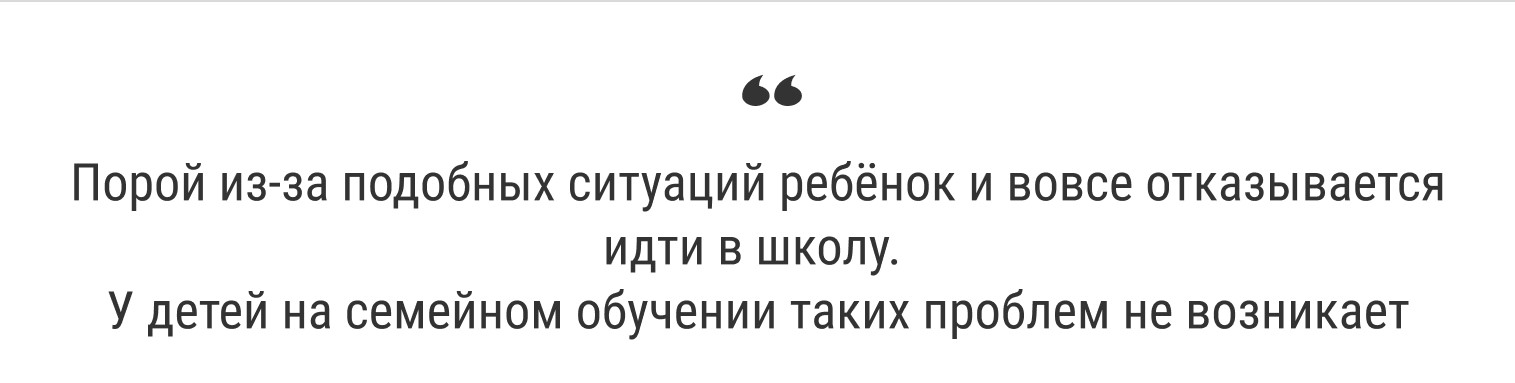 “
Порой из-за подобных ситуаций ребёнок и вовсе отказывается
идти в школу.
У детей на семейном обучении таких проблем не возникает